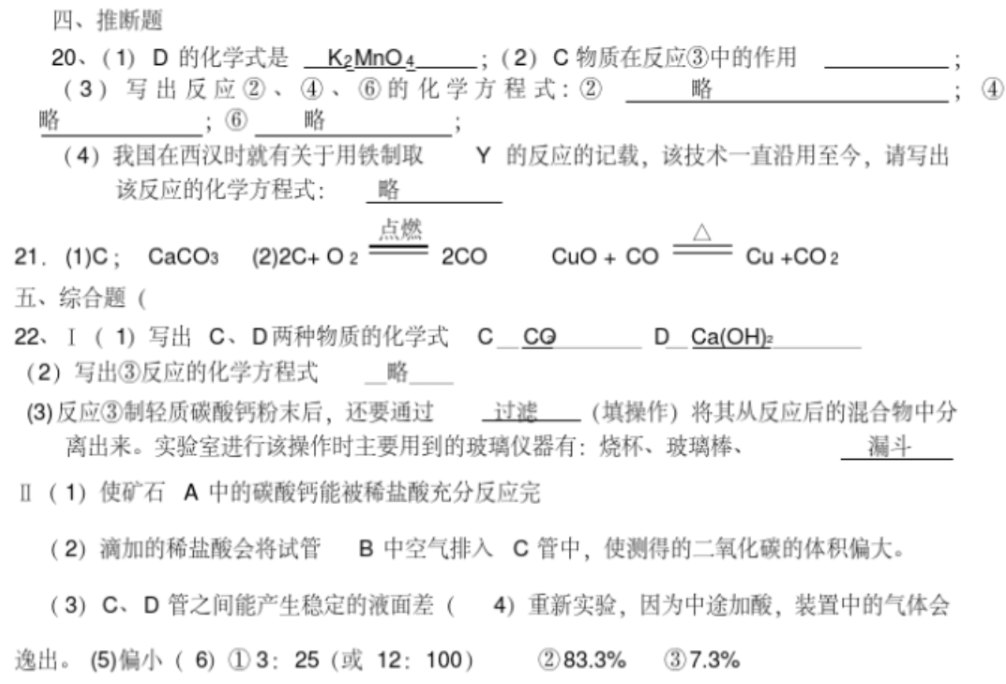 四、推断题
20、（1） D 的化学式是 K₂MnO₄ ；（2） C 物质在反应③中的作用 ；
（3） 写出反应②、④、⑥的化学方程式：② 略 ； ④
略 ；⑥ 略 ；
（4）我国在西汉时就有关于用铁制取 Y 的反应的记载，该技术一直沿用至今，请写出
该反应的化学方程式： 略
点燃 △
21．(1)C； CaCO₃ (2)2C+ O₂ 2CO CuO + CO Cu +CO₂
五、综合题（
22、Ⅰ（ 1）写出 C、D两种物质的化学式 C CO D Ca(OH)₂
（2）写出③反应的化学方程式 略
(3)反应③制轻质碳酸钙粉末后，还要通过 过滤 （填操作）将其从反应后的混合物中分
离出来。实验室进行该操作时主要用到的玻璃仪器有：烧杯、玻璃棒、 漏斗
Ⅱ（1）使矿石 A 中的碳酸钙能被稀盐酸充分反应完
（2）滴加的稀盐酸会将试管 B 中空气排入 C 管中，使测得的二氧化碳的体积偏大。
（3）C、D 管之间能产生稳定的液面差（ 4）重新实验，因为中途加酸，装置中的气体会
逸出。 (5)偏小（ 6）①3：25（或 12：100） ②83.3% ③7.3%